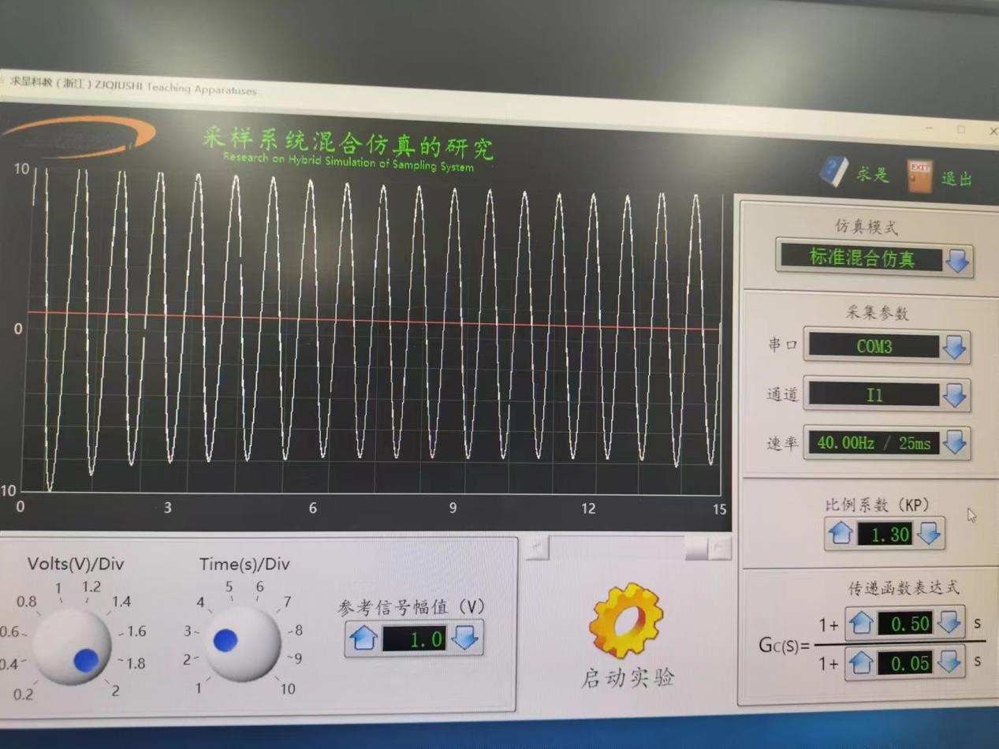 求是科教（浙江）ZJQIUSHI Teaching Apparatuses
采样系统混合仿真的研究
Research on Hybrid Simulation of Sampling System
求是
退出
EXIT
10
0
10
0 3 6 9 12 15
仿真模式
标准混合仿真
采集参数
串口 COM3
通道 I1
速率 40.00Hz / 25ms
比例系数（KP）
1.30
传递函数表达式
Gc(S)=
1+ 0.50 s
1+ 0.05 s
Volts(V)/Div
0.2 0.4 0.6 0.8 1 1.2 1.4 1.6 1.8 2
Time(s)/Div
1 2 3 4 5 6 7 8 9 10
参考信号幅值（V）
1.0
启动实验